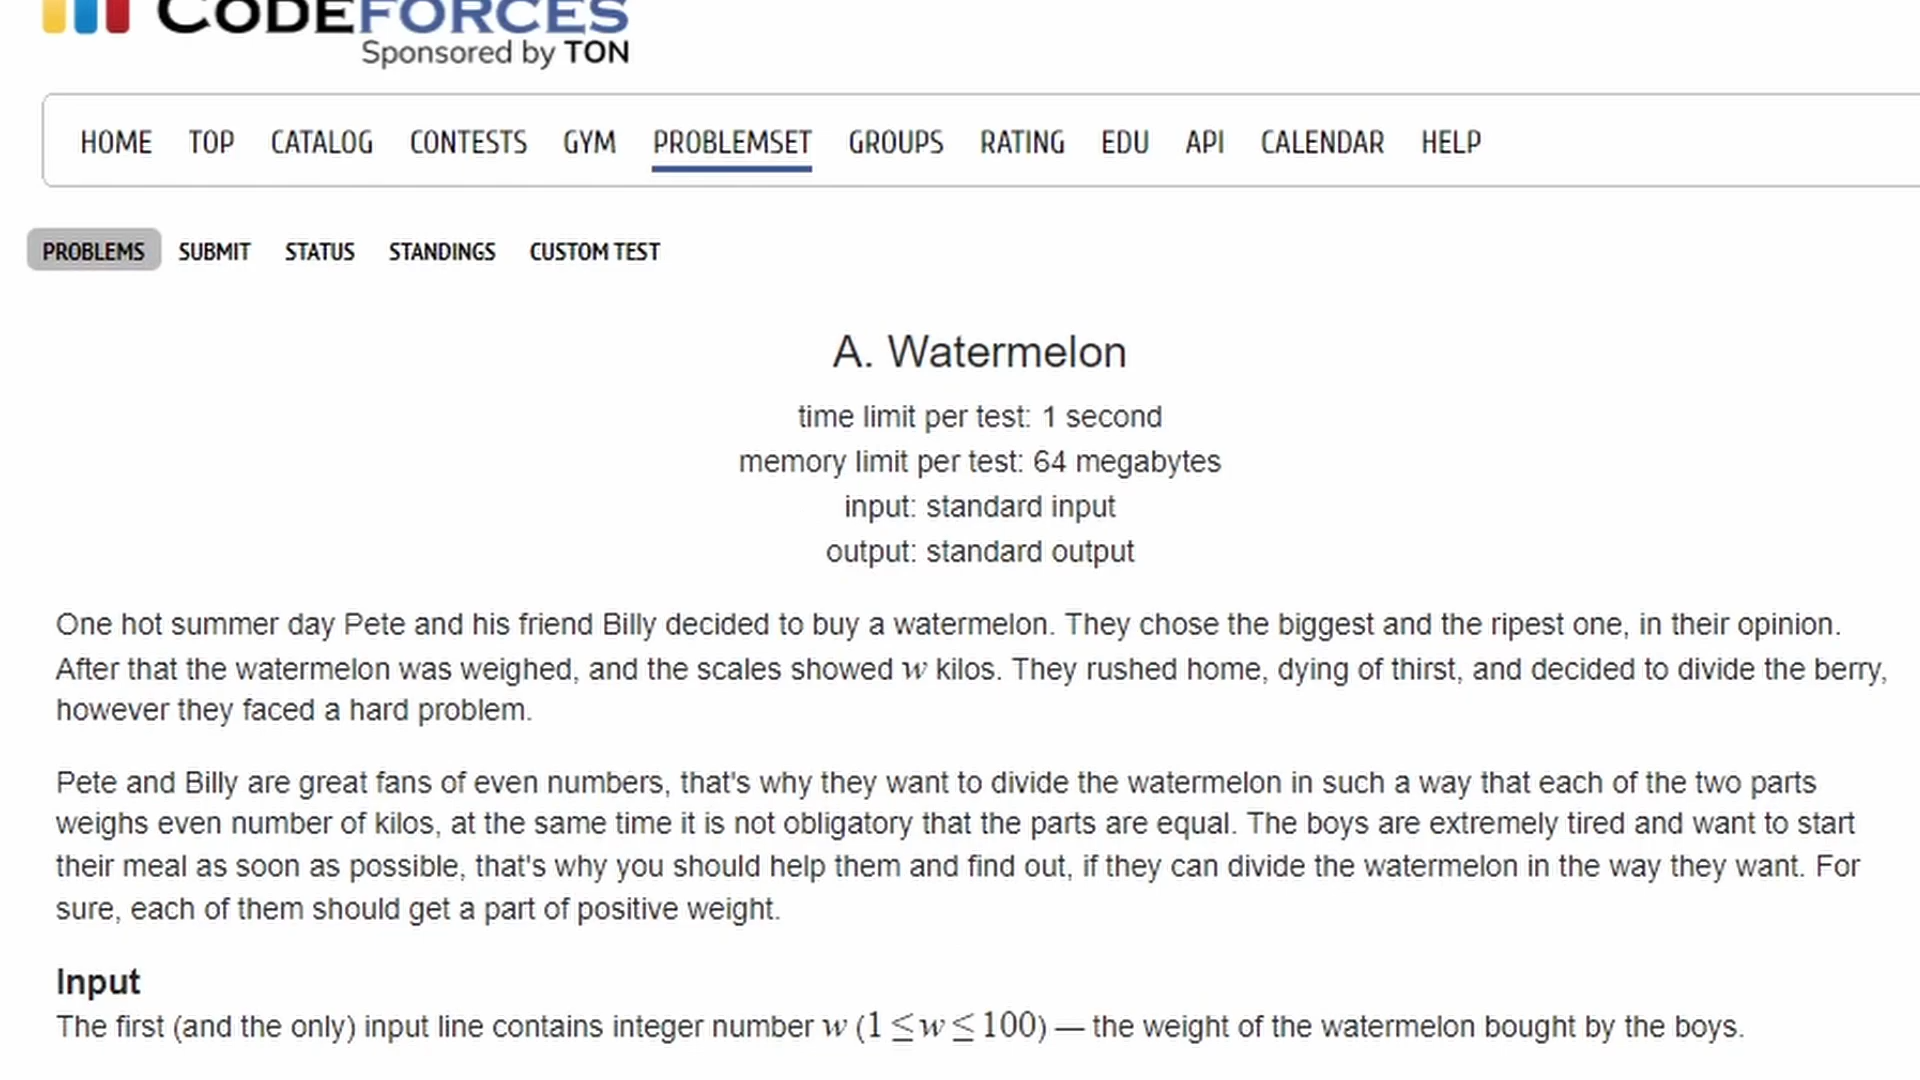 CODEFORCES
Sponsored by TON
HOME TOP CATALOG CONTESTS GYM PROBLEMSET GROUPS RATING EDU API CALENDAR HELP
PROBLEMS SUBMIT STATUS STANDINGS CUSTOM TEST
A. Watermelon
time limit per test: 1 second
memory limit per test: 64 megabytes
input: standard input
output: standard output
One hot summer day Pete and his friend Billy decided to buy a watermelon. They chose the biggest and the ripest one, in their opinion.
After that the watermelon was weighed, and the scales showed w kilos. They rushed home, dying of thirst, and decided to divide the berry,
however they faced a hard problem.
Pete and Billy are great fans of even numbers, that's why they want to divide the watermelon in such a way that each of the two parts
weighs even number of kilos, at the same time it is not obligatory that the parts are equal. The boys are extremely tired and want to start
their meal as soon as possible, that's why you should help them and find out, if they can divide the watermelon in the way they want. For
sure, each of them should get a part of positive weight.
Input
The first (and the only) input line contains integer number w (1 ≤ w ≤ 100) — the weight of the watermelon bought by the boys.